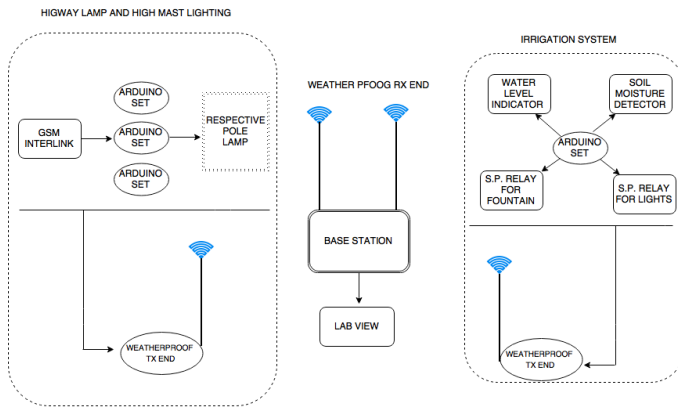 HIGWAY LAMP AND HIGH MAST LIGHTING
ARDUINO
SET
GSM
INTERLINK
ARDUINO
SET
RESPECTIVE
POLE
LAMP
ARDUINO
SET
WEATHERPROOF
TX END
WEATHER PFOOG RX END
BASE STATION
LAB VIEW
IRRIGATION SYSTEM
WATER
LEVEL
INDICATOR
SOIL
MOISTURE
DETECTOR
ARDUINO
SET
S.P. RELAY
FOR
FOUNTAIN
S.P. RELAY
FOR LIGHTS
WEATHERPROOF
TX END